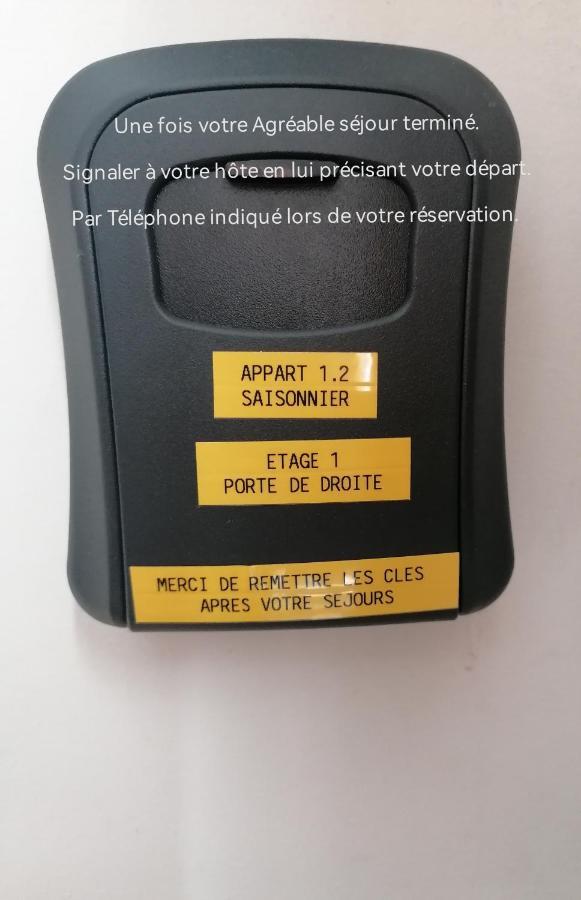 Une fois votre Agréable séjour terminé.
Signaler à votre hôte en lui précisant votre départ.
Par Téléphone indiqué lors de votre réservation.
APPART 1.2
SAISONNIER
ETAGE 1
PORTE DE DROITE
MERCI DE REMETTRE LES CLES
APRES VOTRE SEJOURS